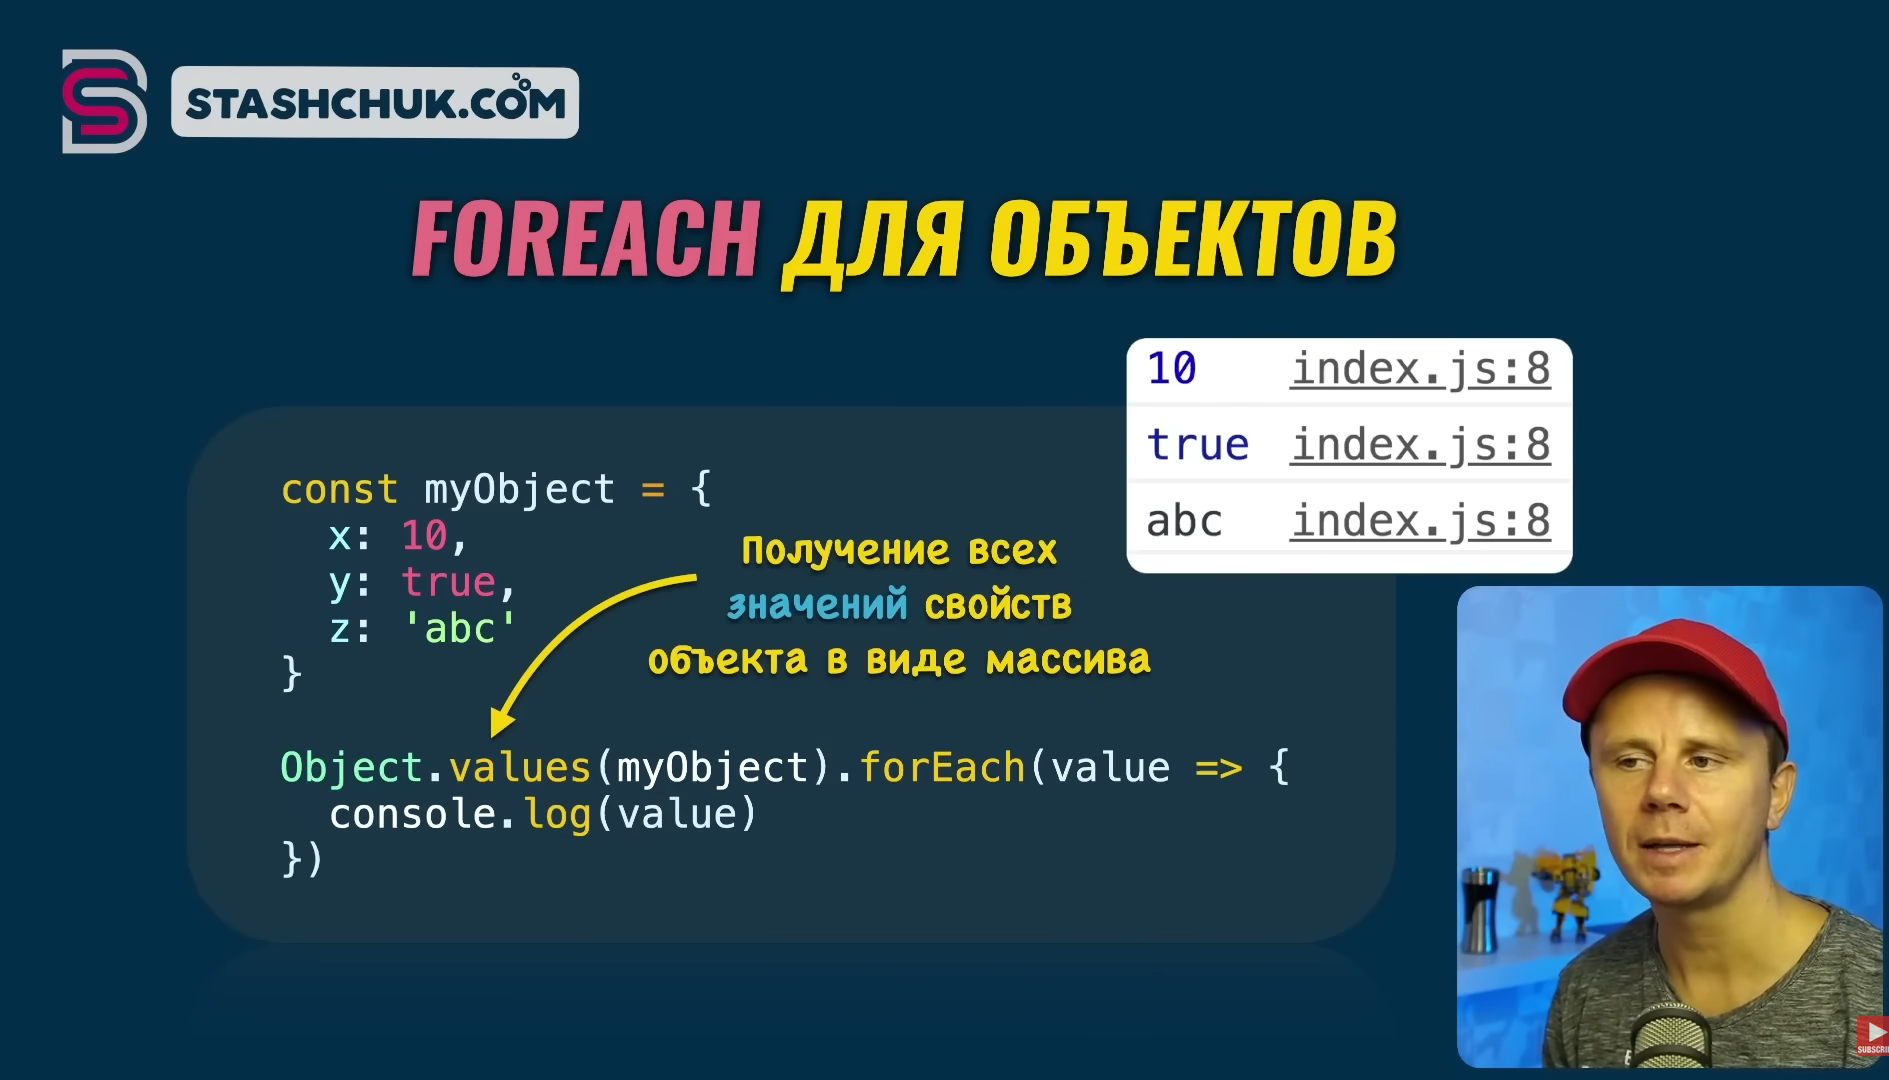 STASHCHUK.COM
FOREACH ДЛЯ ОБЪЕКТОВ
10 index.js:8
true index.js:8
abc index.js:8
const myObject = {
x: 10,
y: true,
z: 'abc'
}
Получение всех
значений свойств
объекта в виде массива
Object.values(myObject).forEach(value => {
console.log(value)
})